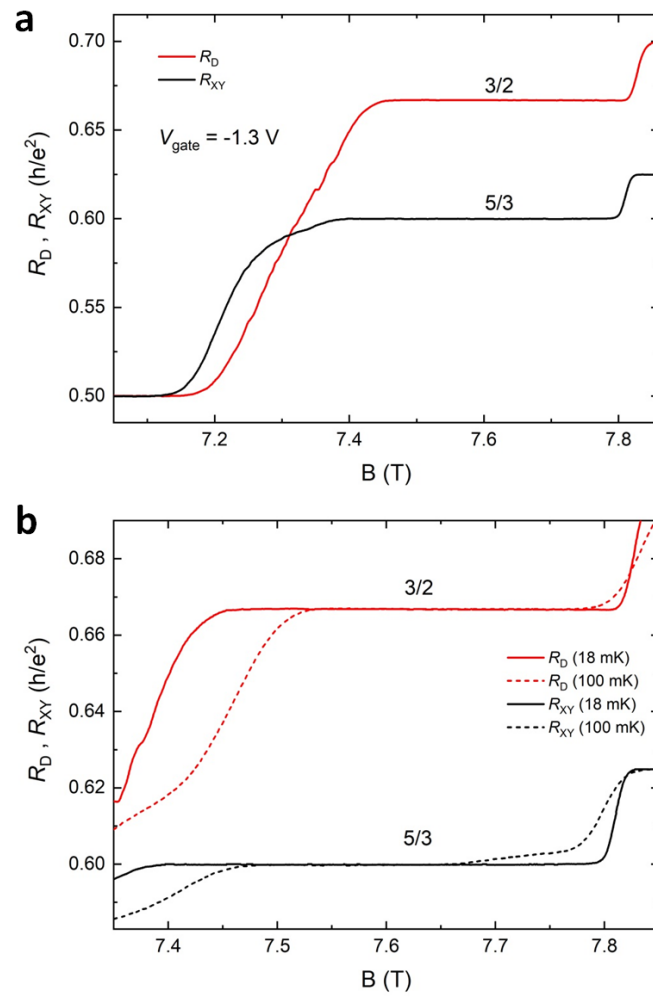 a
0.70
0.65
0.60
0.55
0.50
R_D , R_XY (h/e²)
R_D
R_XY
V_gate = -1.3 V
3/2
5/3
7.2 7.4 7.6 7.8
B (T)
b
0.68
0.66
0.64
0.62
0.60
R_D , R_XY (h/e²)
3/2
R_D (18 mK)
R_D (100 mK)
R_XY (18 mK)
R_XY (100 mK)
5/3
7.4 7.5 7.6 7.7 7.8
B (T)